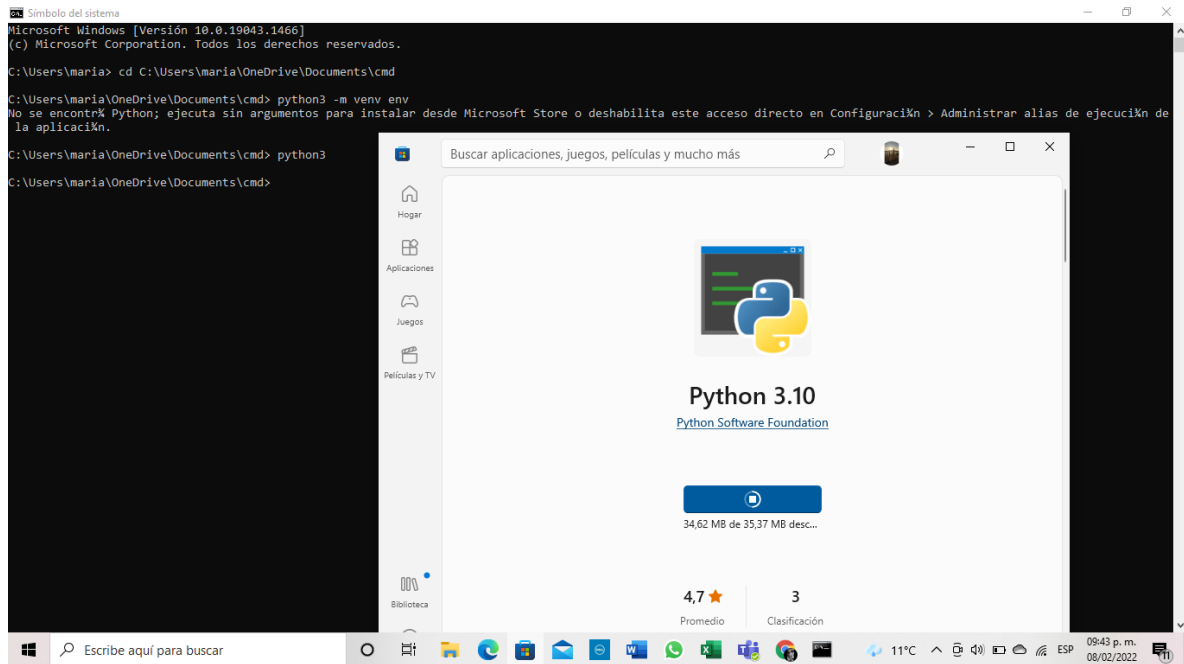 Símbolo del sistema
Microsoft Windows [Versión 10.0.19043.1466]
(c) Microsoft Corporation. Todos los derechos reservados.
C:\Users\maria> cd C:\Users\maria\OneDrive\Documents\cmd
C:\Users\maria\OneDrive\Documents\cmd> python3 -m venv env
No se encontr% Python; ejecuta sin argumentos para instalar desde Microsoft Store o deshabilita este acceso directo en Configuraci%n > Administrar alias de ejecuci%n de
la aplicaci%n.
C:\Users\maria\OneDrive\Documents\cmd> python3
C:\Users\maria\OneDrive\Documents\cmd>
Buscar aplicaciones, juegos, películas y mucho más
Hogar
Aplicaciones
Juegos
Películas y TV
Biblioteca
Python 3.10
Python Software Foundation
34,62 MB de 35,37 MB desc...
4,7
3
Promedio
Clasificación
Escribe aquí para buscar
11°C
ESP
09:43 p. m.
08/02/2022
11